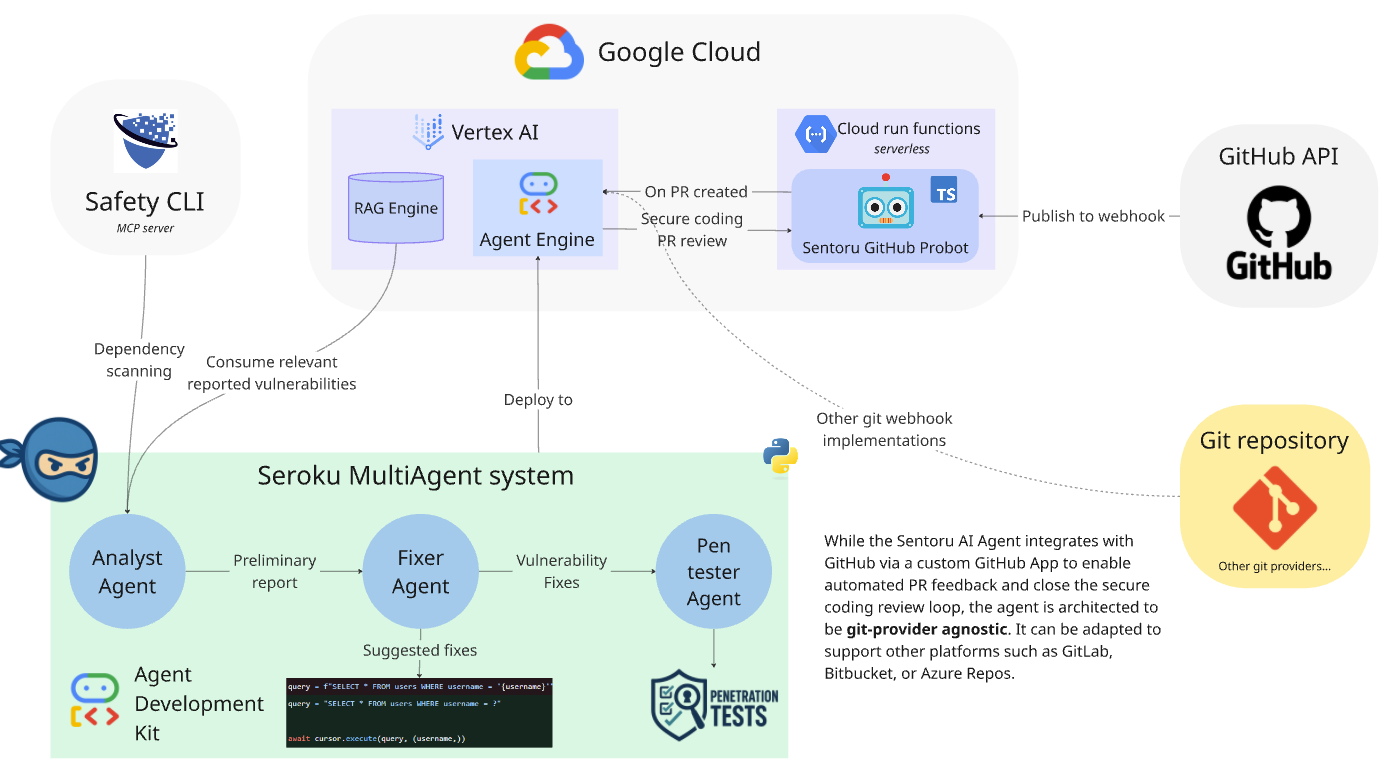 Google Cloud
Safety CLI
MCP server
Vertex AI
RAG Engine
Agent Engine
On PR created
Secure coding
PR review
Cloud run functions
serverless
TS
Sentoru GitHub Probot
Publish to webhook
GitHub API
GitHub
Dependency
scanning
Consume relevant
reported vulnerabilities
Deploy to
Other git webhook
implementations
Git repository
Other git providers...
Seroku MultiAgent system
Analyst
Agent
Preliminary
report
Fixer
Agent
Vulnerability
Fixes
Pen
tester
Agent
Suggested fixes
Agent
Development
Kit
query = f"SELECT * FROM users WHERE username = '{username}'"
query = "SELECT * FROM users WHERE username = ?"
await cursor.execute(query, (username,))
PENETRATION
TESTS
While the Sentoru AI Agent integrates with
GitHub via a custom GitHub App to enable
automated PR feedback and close the secure
coding review loop, the agent is architected to
be git-provider agnostic. It can be adapted to
support other platforms such as GitLab,
Bitbucket, or Azure Repos.